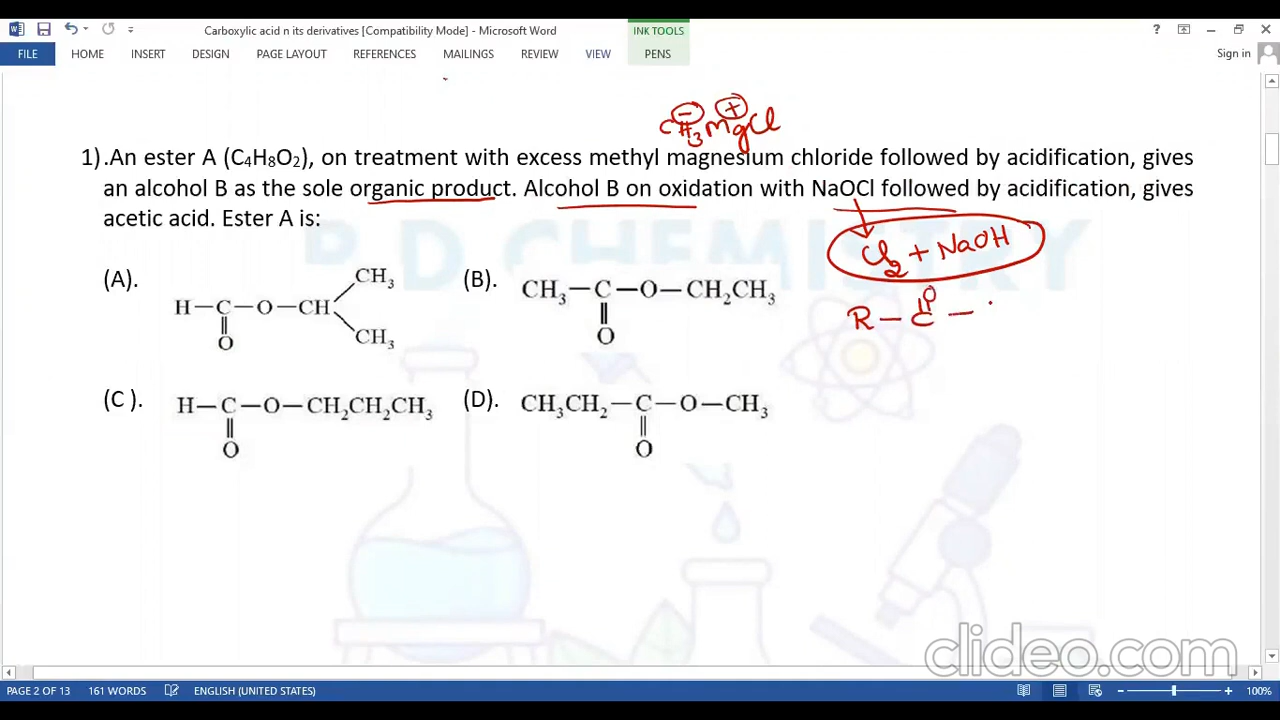 Carboxylic acid n its derivatives [Compatibility Mode] - Microsoft Word
INK TOOLS
FILE HOME INSERT DESIGN PAGE LAYOUT REFERENCES MAILINGS REVIEW VIEW PENS
Sign in
CH₃ MgCl
− +
1).An ester A (C₄H₈O₂), on treatment with excess methyl magnesium chloride followed by acidification, gives
an alcohol B as the sole organic product. Alcohol B on oxidation with NaOCl followed by acidification, gives
acetic acid. Ester A is:
P D CHEMISTRY
Cl₂ + NaOH
R — C —
O
(A).
H—C—O—CH
O
CH₃
CH₃
(B).
CH₃—C—O—CH₂CH₃
O
(C ).
H—C—O—CH₂CH₂CH₃
O
(D).
CH₃CH₂—C—O—CH₃
O
clideo.com
PAGE 2 OF 13 161 WORDS ENGLISH (UNITED STATES) 100%